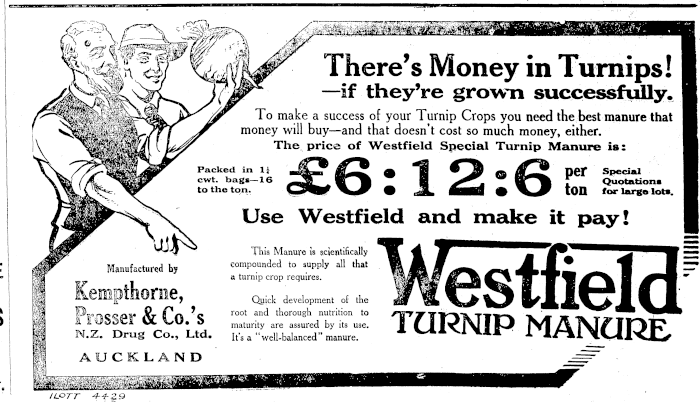 There's Money in Turnips!
—if they're grown successfully.
To make a success of your Turnip Crops you need the best manure that
money will buy—and that doesn't cost so much money, either.
The price of Westfield Special Turnip Manure is:
Packed in 1¼
cwt. bags—16
to the ton.
£6:12:6
per
ton
Special
Quotations
for large lots.
Use Westfield and make it pay!
This Manure is scientifically
compounded to supply all that
a turnip crop requires.
Quick development of the
root and thorough nutrition to
maturity are assured by its use.
It's a "well-balanced" manure.
Manufactured by
Kempthorne,
Prosser & Co.'s
N.Z. Drug Co., Ltd.
AUCKLAND
Westfield
TURNIP MANURE
ILOTT 4429